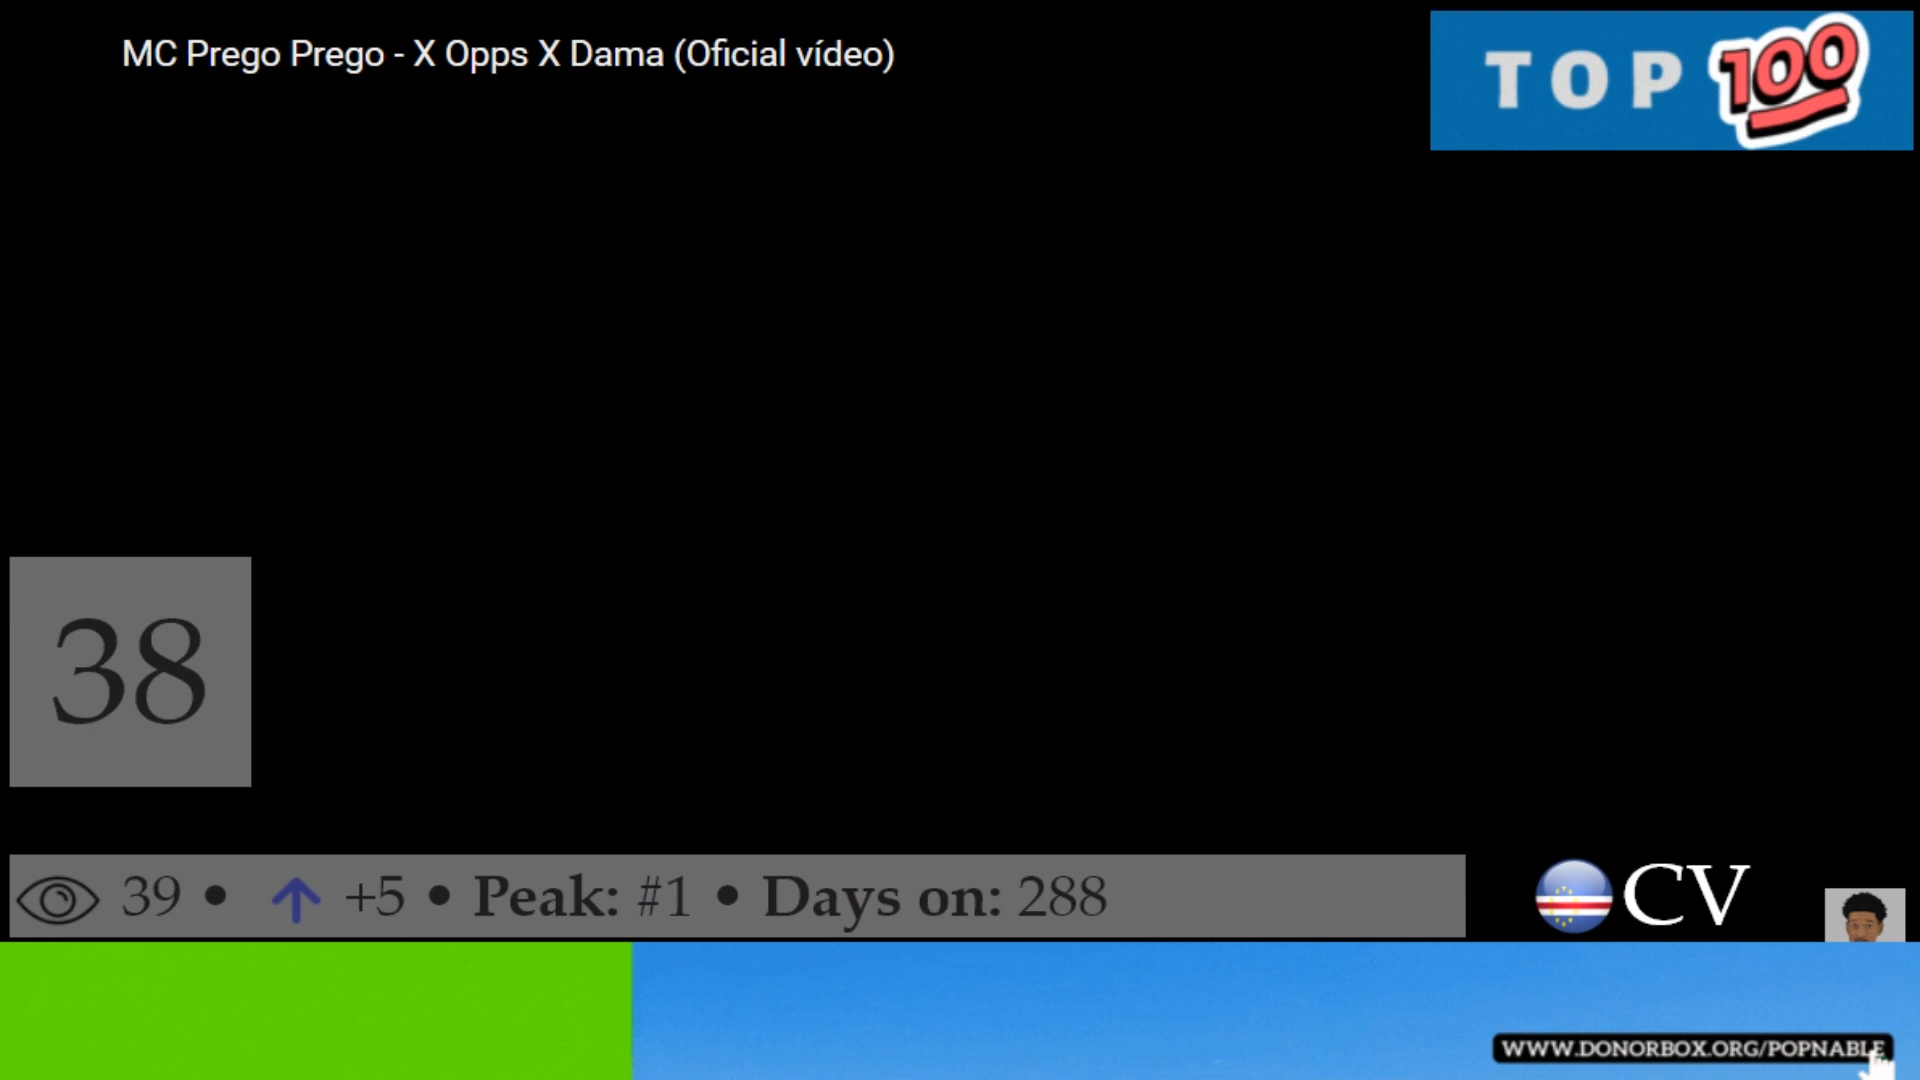 MC Prego Prego - X Opps X Dama (Oficial vídeo)
TOP 100
38
39 • +5 • Peak: #1 • Days on: 288
CV
WWW.DONORBOX.ORG/POPNABLE